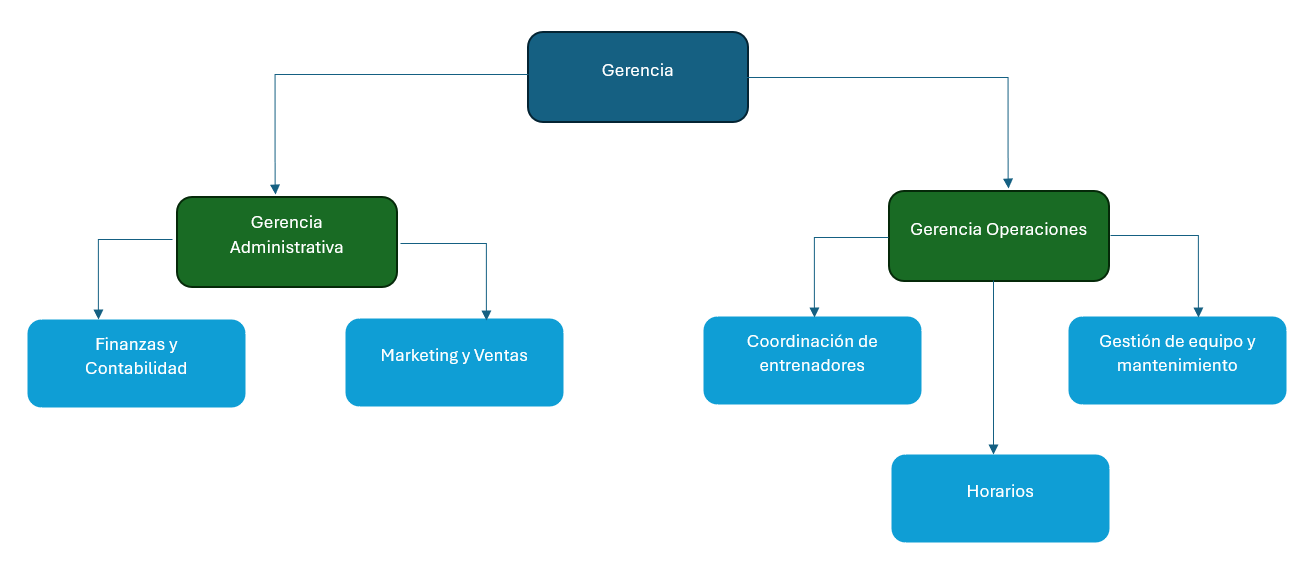 Gerencia
Gerencia
Administrativa
Gerencia Operaciones
Finanzas y
Contabilidad
Marketing y Ventas
Coordinación de
entrenadores
Gestión de equipo y
mantenimiento
Horarios